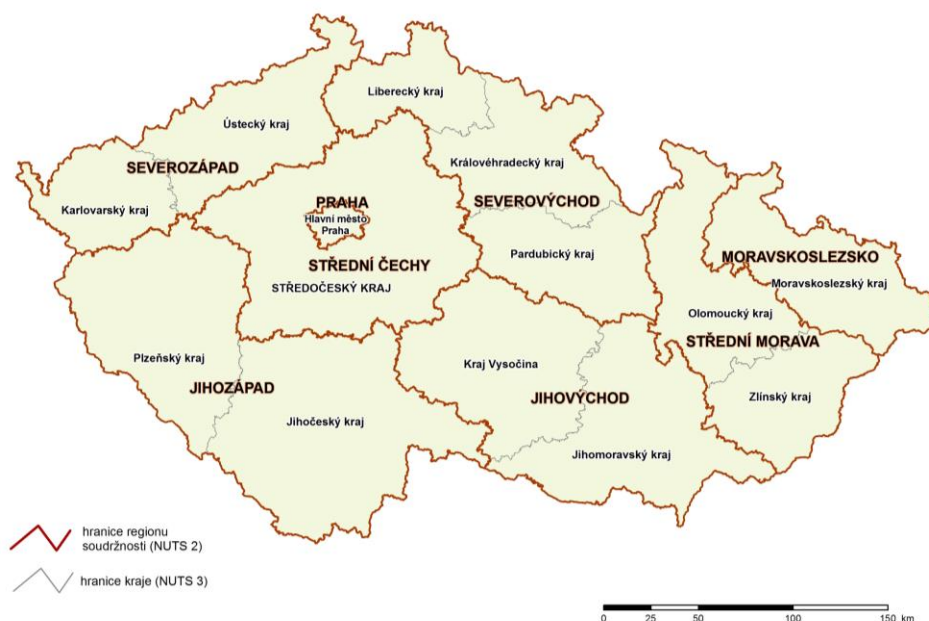 Liberecký kraj
Ústecký kraj
Královéhradecký kraj
SEVEROZÁPAD
Karlovarský kraj
PRAHA
SEVEROVÝCHOD
Hlavní město
Praha
Pardubický kraj
MORAVSKOSLEZSKO
STŘEDNÍ ČECHY
Moravskoslezský kraj
STŘEDOČESKÝ KRAJ
Olomoucký kraj
STŘEDNÍ MORAVA
Plzeňský kraj
Kraj Vysočina
JIHOZÁPAD
JIHOVÝCHOD
Zlínský kraj
Jihočeský kraj
Jihomoravský kraj
hranice regionu
soudržnosti (NUTS 2)
hranice kraje (NUTS 3)
0 25 50 100 150 km